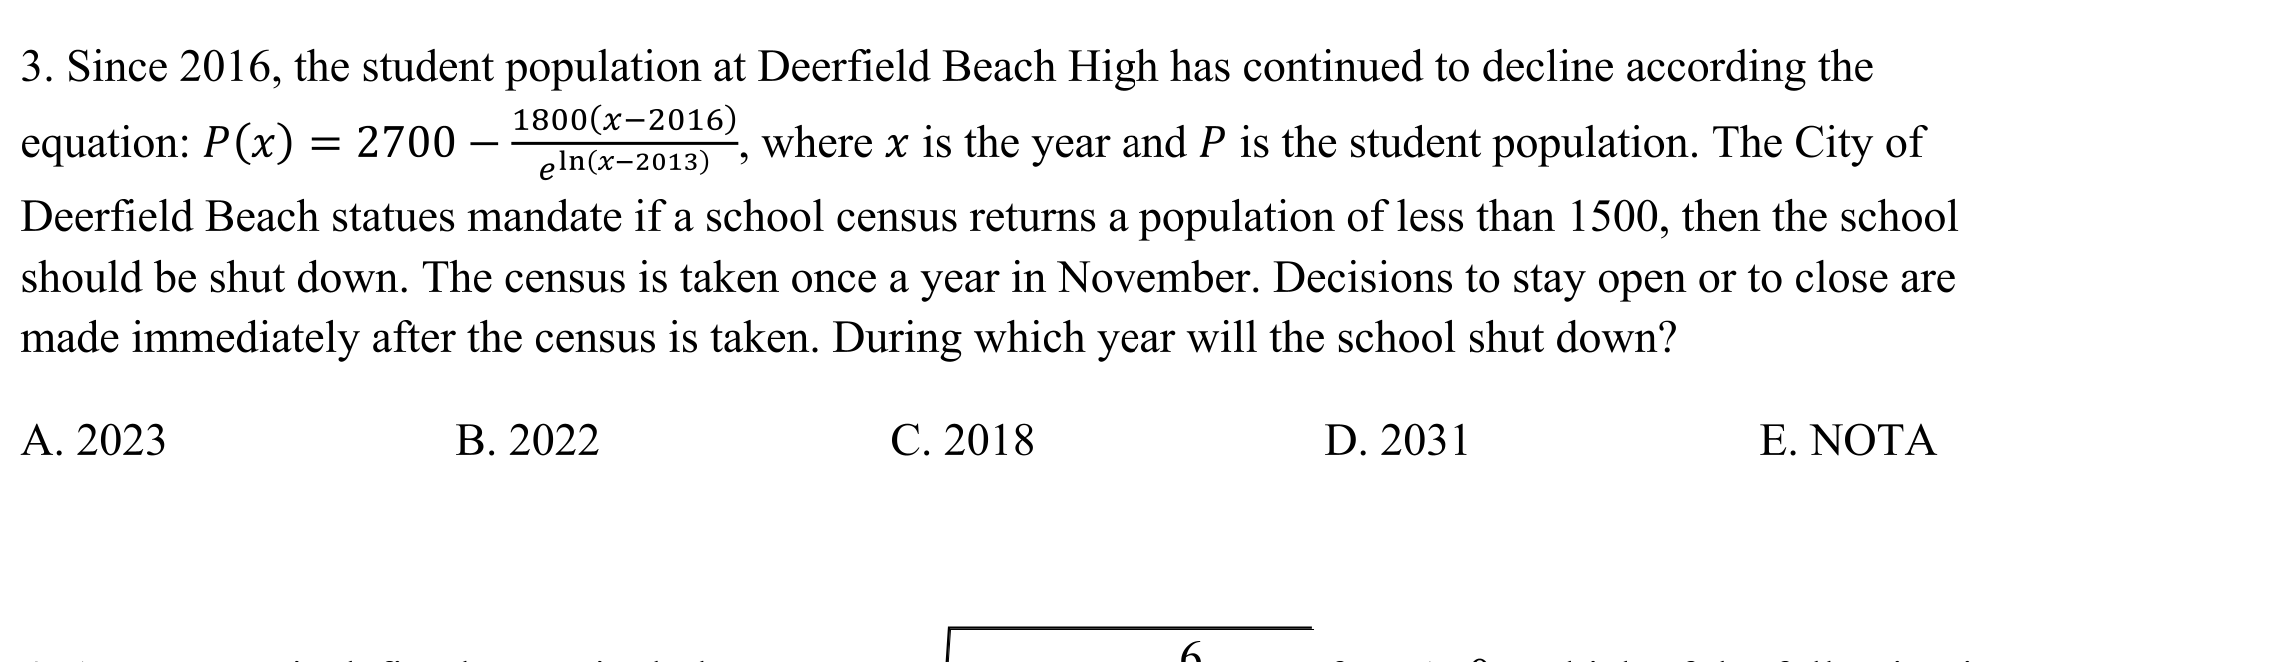 3. Since 2016, the student population at Deerfield Beach High has continued to decline according the
equation: P(x) = 2700 − \frac{1800(x−2016)}{e^{ln(x−2013)}}, where x is the year and P is the student population. The City of
Deerfield Beach statues mandate if a school census returns a population of less than 1500, then the school
should be shut down. The census is taken once a year in November. Decisions to stay open or to close are
made immediately after the census is taken. During which year will the school shut down?
A. 2023 B. 2022 C. 2018 D. 2031 E. NOTA
6